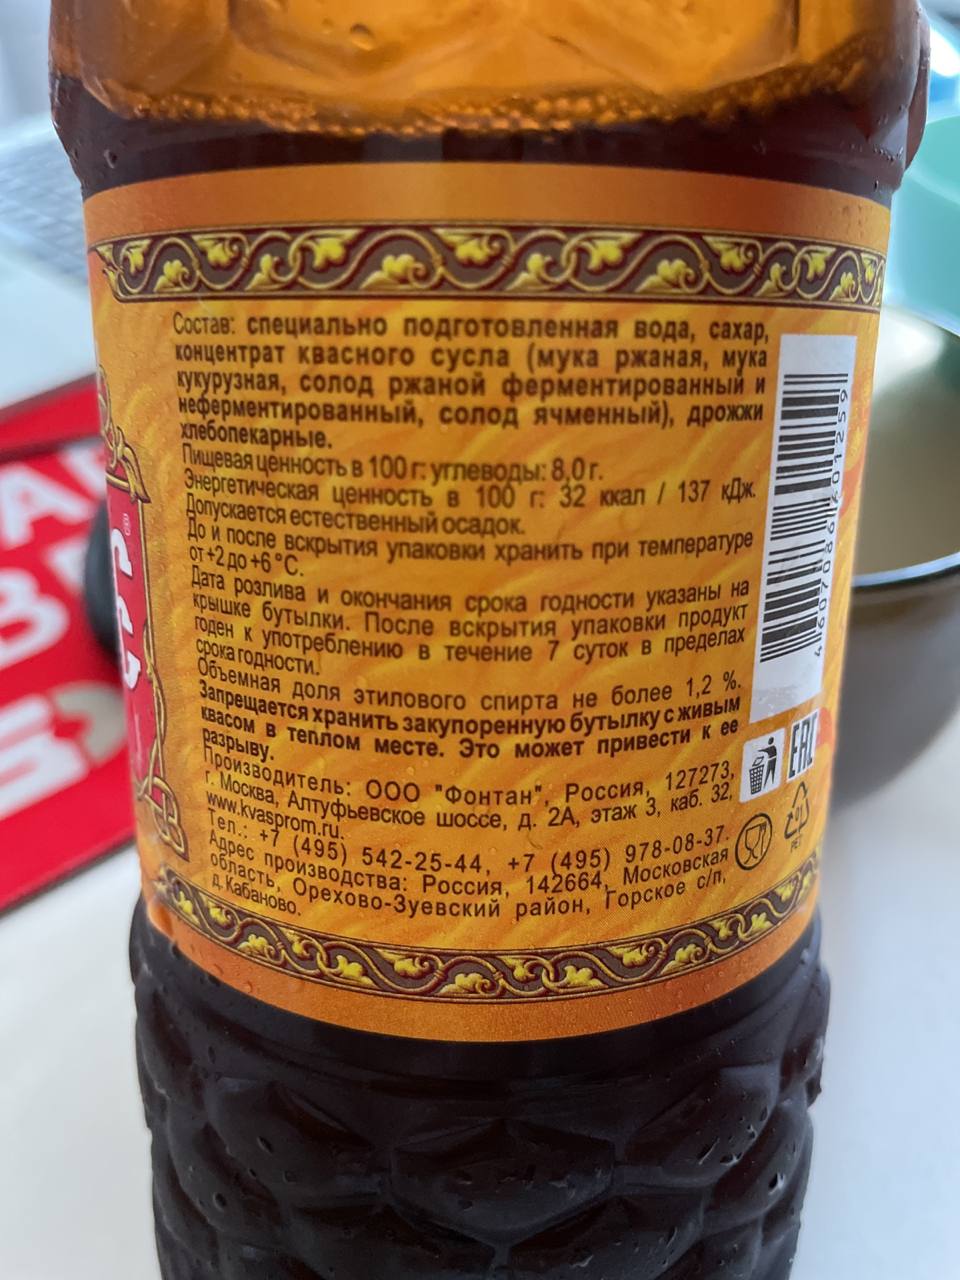 Состав: специально подготовленная вода, сахар,
концентрат квасного сусла (мука ржаная, мука
кукурузная, солод ржаной ферментированный и
неферментированный, солод ячменный), дрожжи
хлебопекарные.
Пищевая ценность в 100 г: углеводы: 8,0 г.
Энергетическая ценность в 100 г: 32 ккал / 137 кДж.
Допускается естественный осадок.
До и после вскрытия упаковки хранить при температуре
от +2 до +6 °С.
Дата розлива и окончания срока годности указаны на
крышке бутылки. После вскрытия упаковки продукт
годен к употреблению в течение 7 суток в пределах
срока годности.
Объемная доля этилового спирта не более 1,2 %.
Запрещается хранить закупоренную бутылку с живым
квасом в теплом месте. Это может привести к ее
разрыву.
Производитель: ООО "Фонтан", Россия, 127273,
г. Москва, Алтуфьевское шоссе, д. 2А, этаж 3, каб. 32,
www.kvasprom.ru.
Тел.: +7 (495) 542-25-44, +7 (495) 978-08-37.
Адрес производства: Россия, 142664, Московская
область, Орехово-Зуевский район, Горское с/п,
д. Кабаново.
4 607086 601259
EAC
01
PET